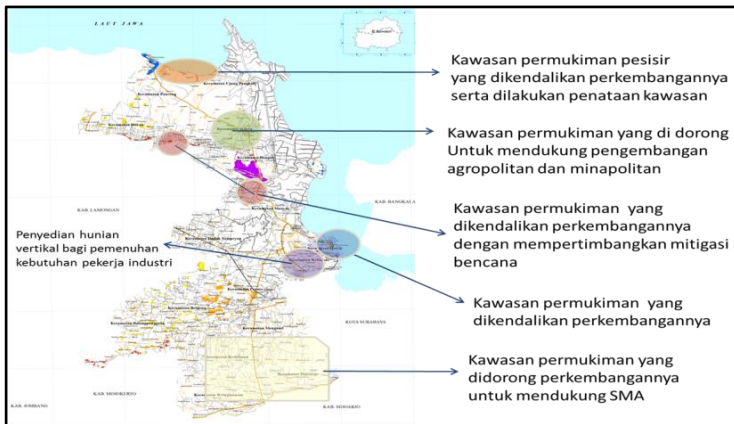 LAUT JAWA
Kawasan permukiman pesisir
yang dikendalikan perkembangannya
serta dilakukan penataan kawasan
Kawasan permukiman yang di dorong
Untuk mendukung pengembangan
agropolitan dan minapolitan
KAB. LAMONGAN
KAB. BANGKALA
Kawasan permukiman yang
dikendalikan perkembangannya
dengan mempertimbangkan mitigasi
bencana
Penyedian hunian
vertikal bagi pemenuhan
kebutuhan pekerja industri
Kawasan permukiman yang
dikendalikan perkembangannya
KOTA SURABAYA
Kawasan permukiman yang
didorong perkembangannya
untuk mendukung SMA
KAB. MOJOKERTO
KAB. JOMBANG
KAB. SIDOARJO